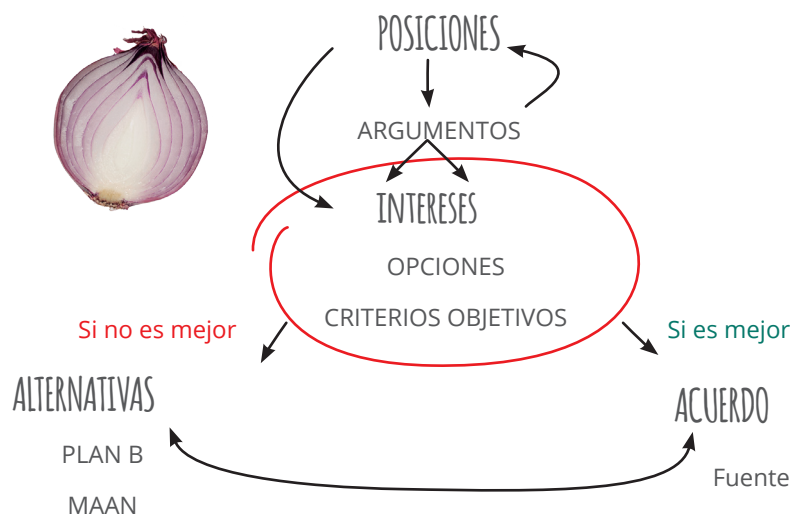 POSICIONES
ARGUMENTOS
INTERESES
OPCIONES
CRITERIOS OBJETIVOS
Si no es mejor
Si es mejor
ALTERNATIVAS
ACUERDO
PLAN B
Fuente
MAAN